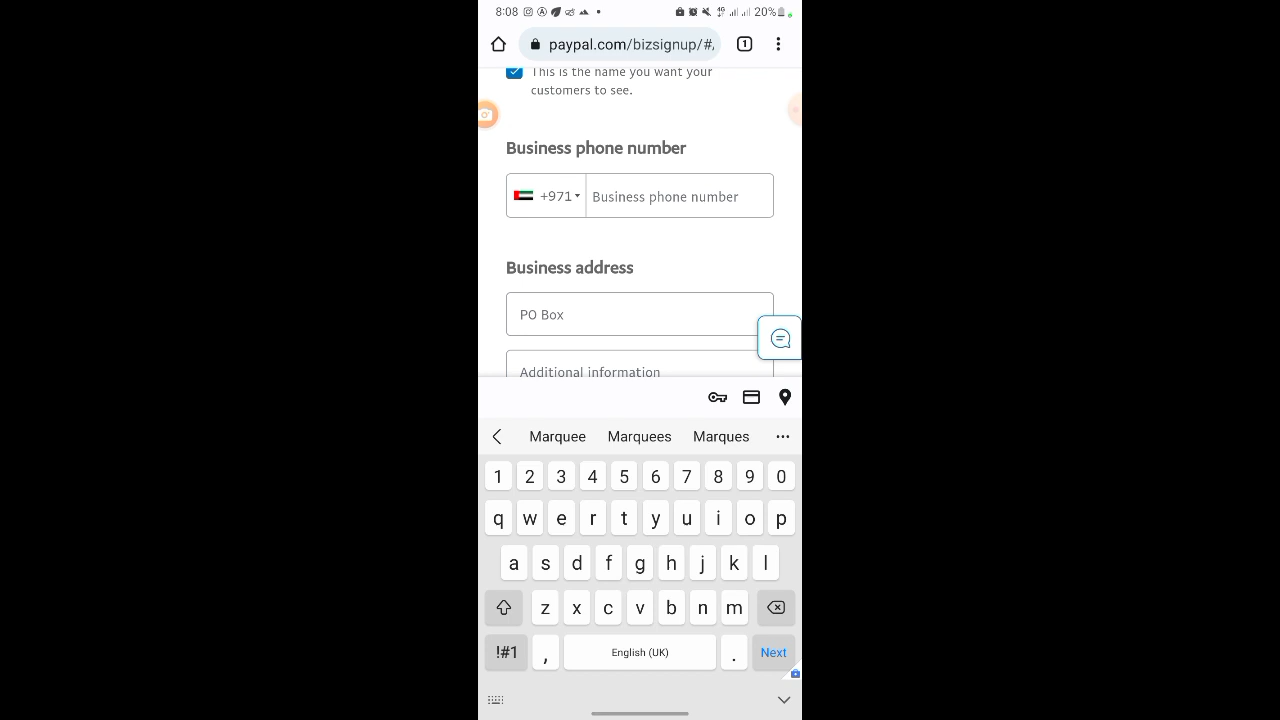 8:08 20%
paypal.com/bizsignup/#/ 1
This is the name you want your
customers to see.
Business phone number
+971 Business phone number
Business address
PO Box
Additional information
Marquee Marquees Marques
1 2 3 4 5 6 7 8 9 0
q w e r t y u i o p
a s d f g h j k l
z x c v b n m
!#1 , English (UK) . Next